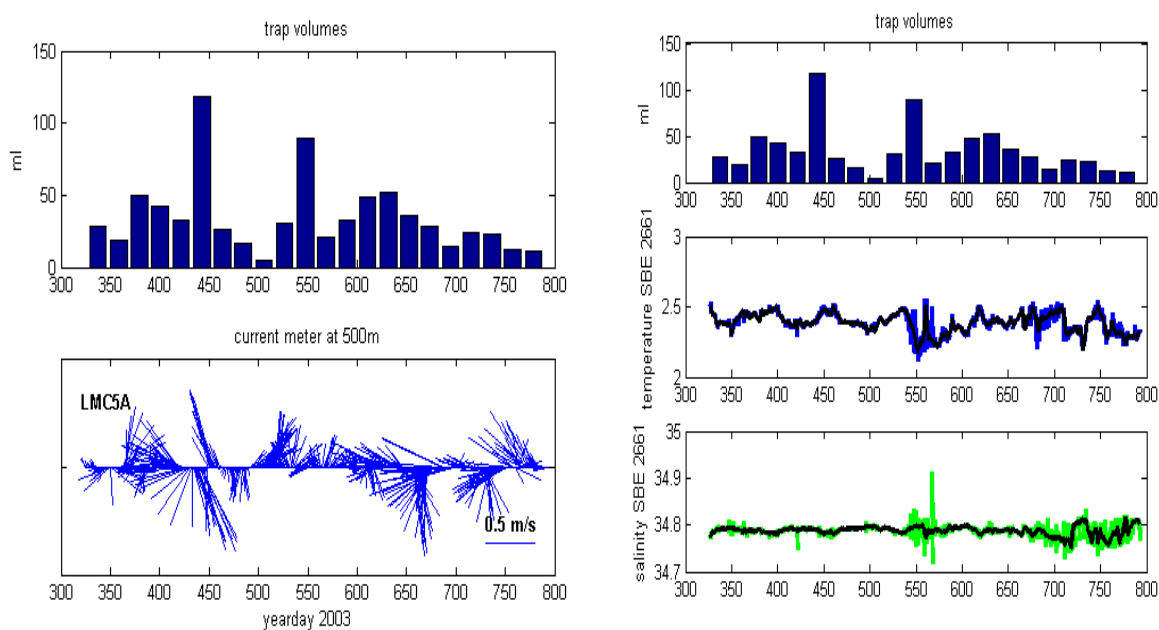 trap volumes
150
100
50
0
ml
300 350 400 450 500 550 600 650 700 750 800
current meter at 500m
LMC5A
0.5 m/s
300 350 400 450 500 550 600 650 700 750 800
yearday 2003
trap volumes
150
100
50
0
ml
300 350 400 450 500 550 600 650 700 750 800
3
2.5
2
temperature SBE 2661
300 350 400 450 500 550 600 650 700 750 800
35
34.9
34.8
34.7
salinity SBE 2661
300 350 400 450 500 550 600 650 700 750 800